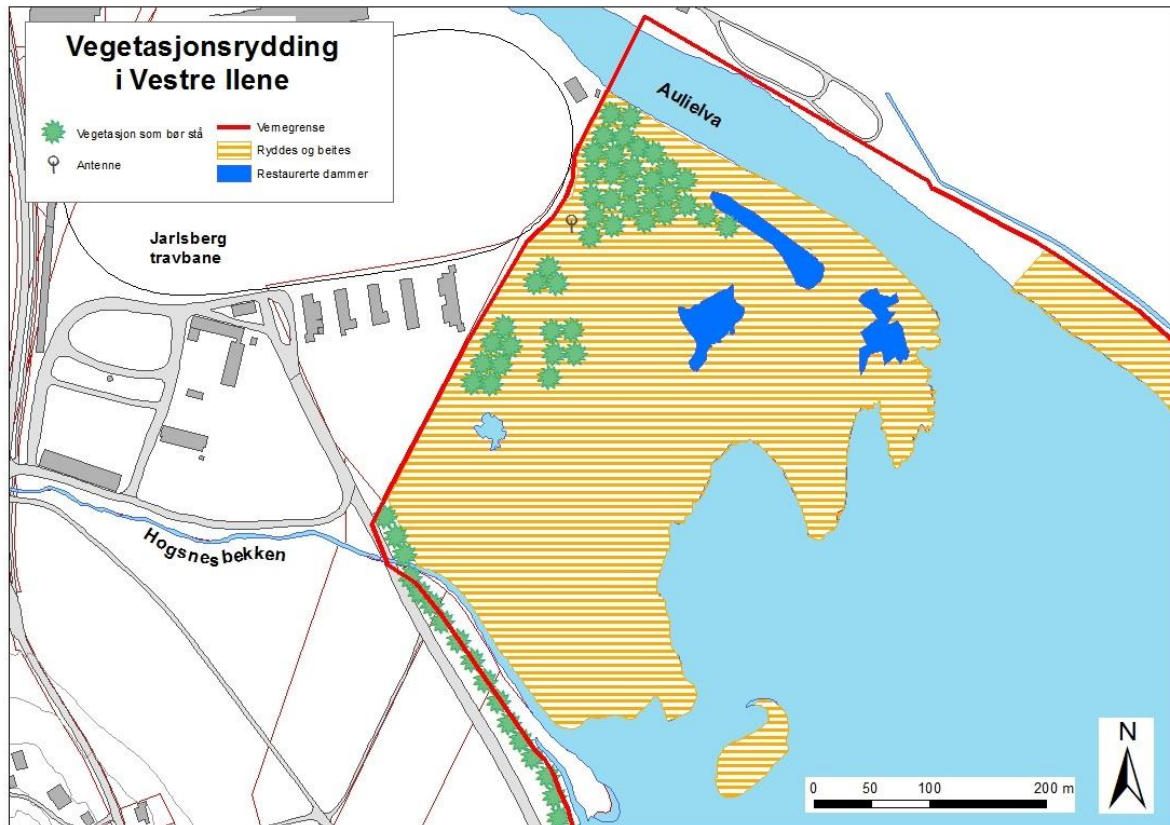 Vegetasjonsrydding
i Vestre Ilene
Vegetasjon som bør stå
Antenne
Vernegrense
Ryddes og beites
Restaurerte dammer
Aulielva
Jarlsberg
travbane
Hogsnesbekken
N
0 50 100 200 m